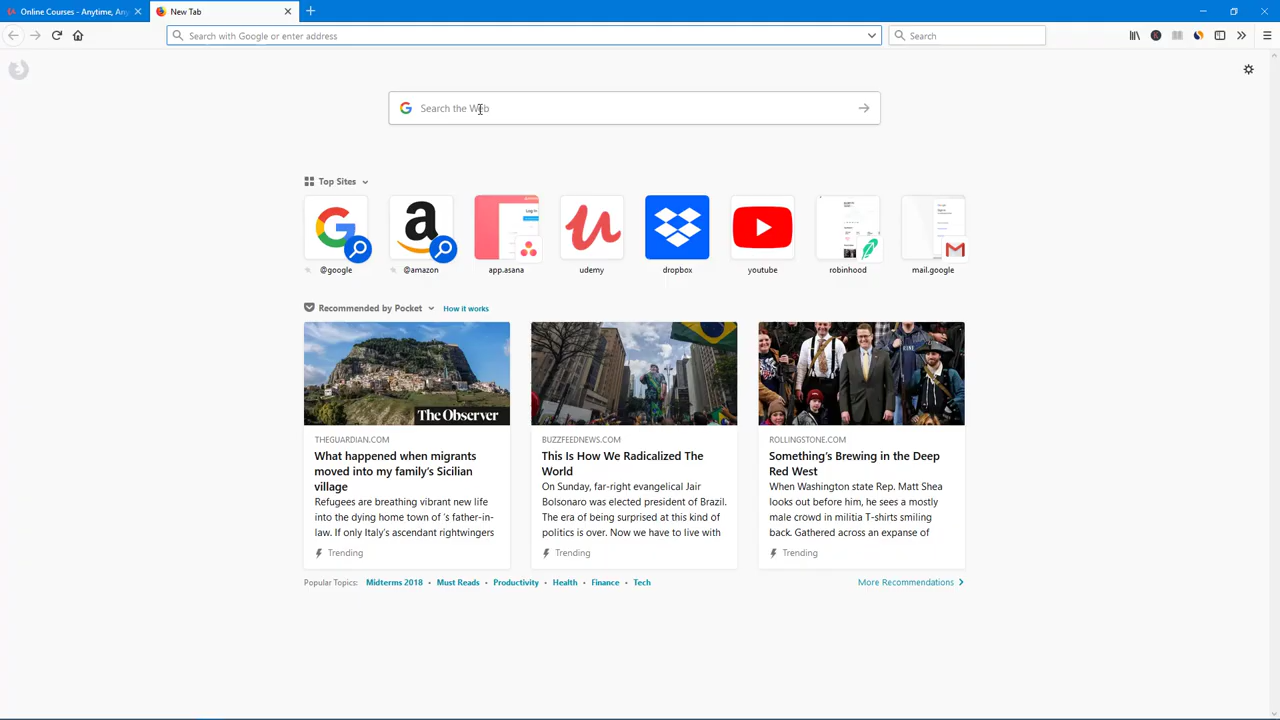 Online Courses - Anytime, Any
New Tab
Search with Google or enter address
Search
Search the Web
Top Sites
@google
@amazon
app.asana
udemy
dropbox
youtube
robinhood
mail.google
Recommended by Pocket
How it works
The Observer
THEGUARDIAN.COM
What happened when migrants
moved into my family's Sicilian
village
Refugees are breathing vibrant new life
into the dying home town of 's father-in-
law. If only Italy's ascendant rightwingers
Trending
BUZZFEEDNEWS.COM
This Is How We Radicalized The
World
On Sunday, far-right evangelical Jair
Bolsonaro was elected president of Brazil.
The era of being surprised at this kind of
politics is over. Now we have to live with
Trending
ROLLINGSTONE.COM
Something's Brewing in the Deep
Red West
When Washington state Rep. Matt Shea
looks out before him, he sees a mostly
male crowd in militia T-shirts smiling
back. Gathered across an expanse of
Trending
Popular Topics: Midterms 2018 • Must Reads • Productivity • Health • Finance • Tech
More Recommendations